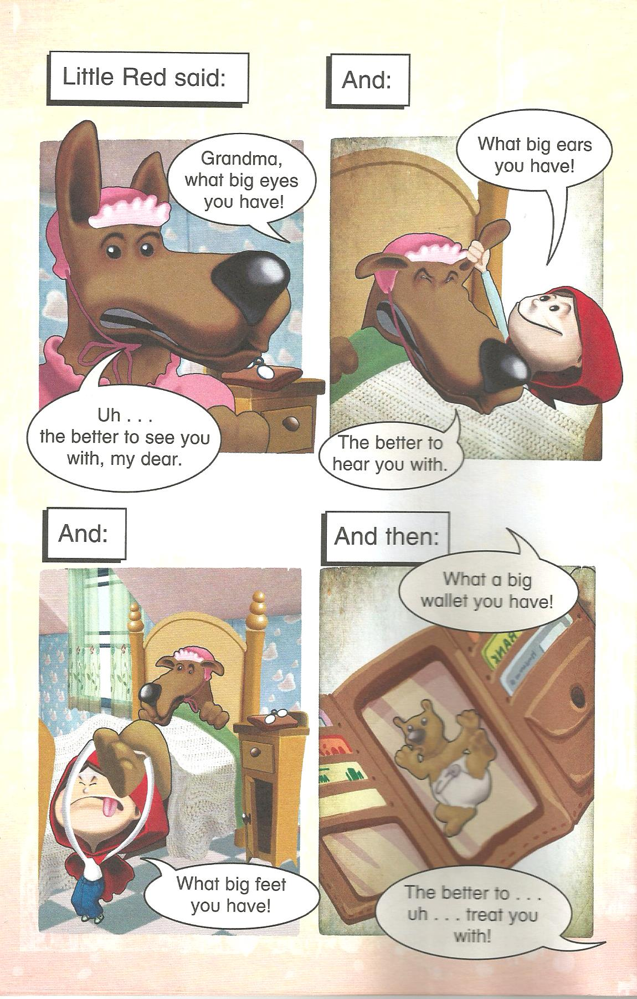 Little Red said:
Grandma,
what big eyes
you have!
Uh . . .
the better to see you
with, my dear.
And:
What big ears
you have!
The better to
hear you with.
And:
What big feet
you have!
And then:
What a big
wallet you have!
BANK
The better to . . .
uh . . . treat you
with!